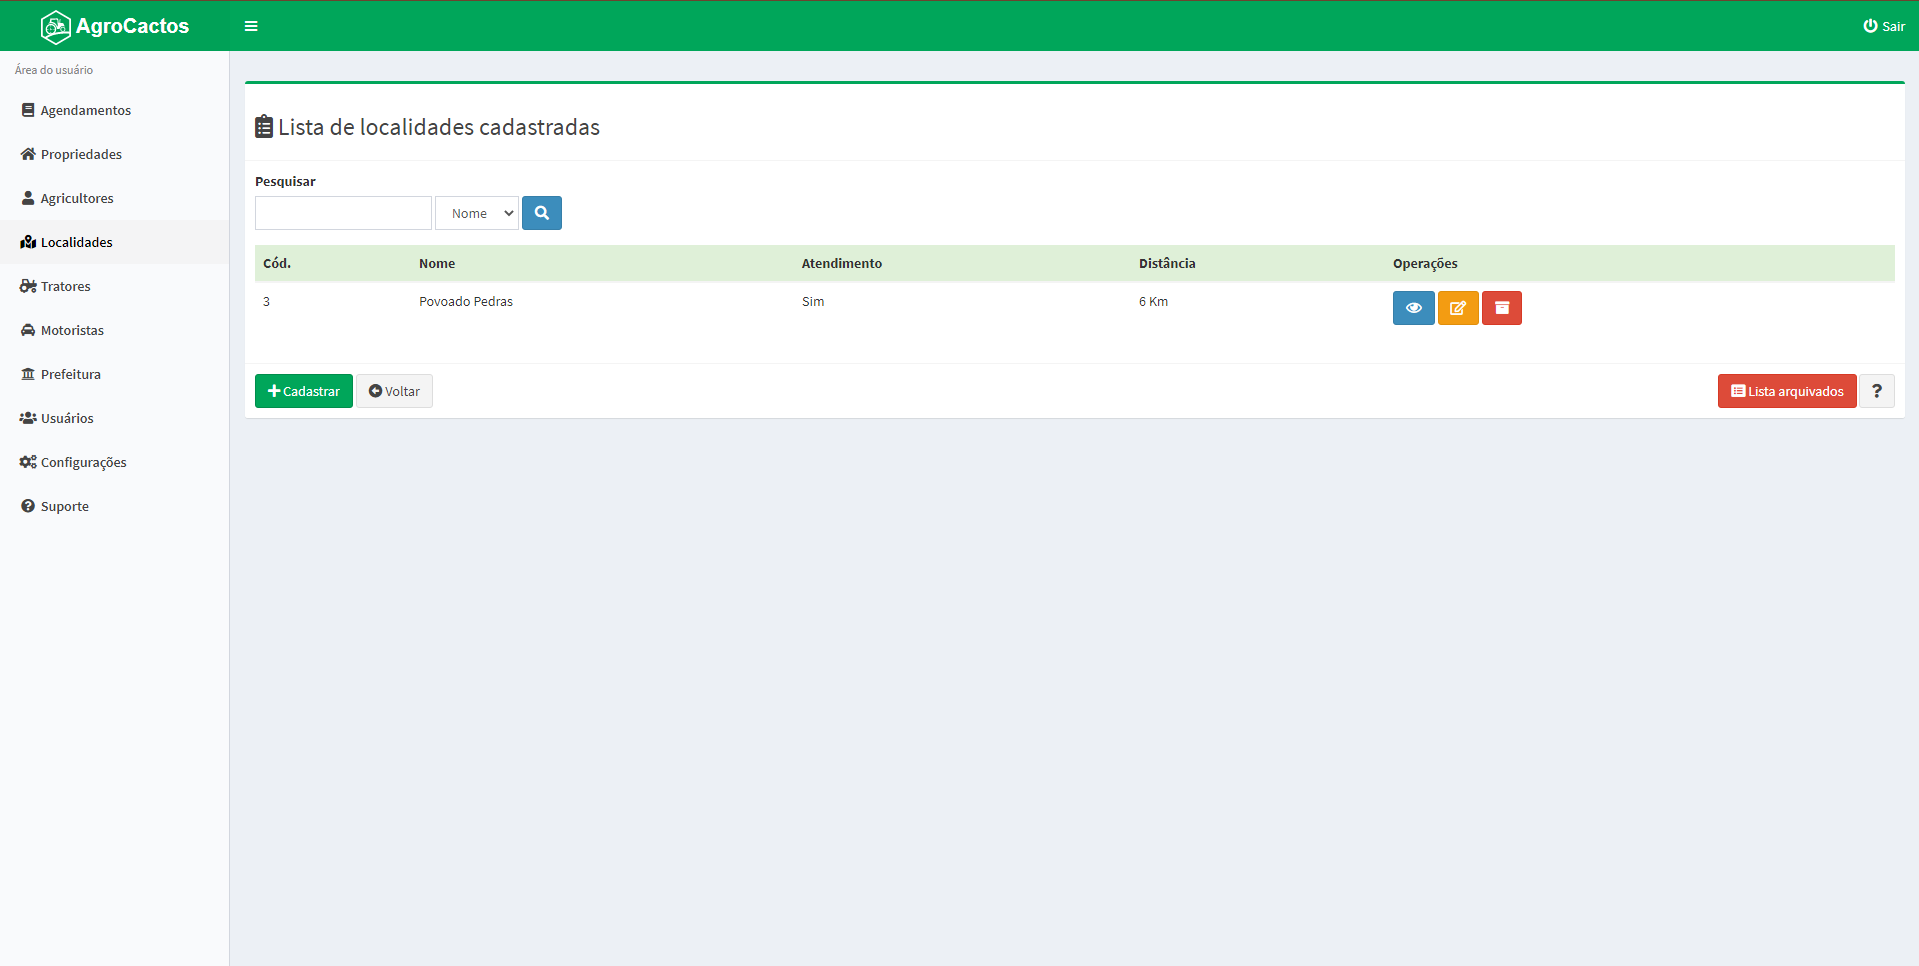 AgroCactos
Sair
Área do usuário
Agendamentos
Propriedades
Agricultores
Localidades
Tratores
Motoristas
Prefeitura
Usuários
Configurações
Suporte
Lista de localidades cadastradas
Pesquisar
Nome
Cód. Nome Atendimento Distância Operações
3 Povoado Pedras Sim 6 Km
Cadastrar Voltar Lista arquivados ?